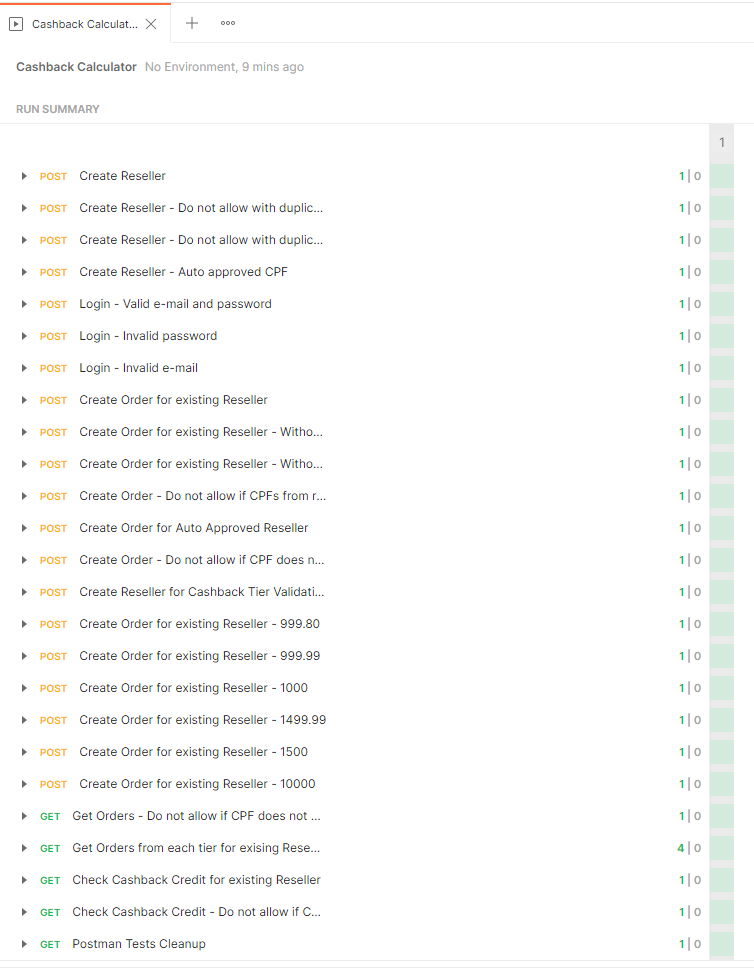 Cashback Calculat...
Cashback Calculator No Environment, 9 mins ago
RUN SUMMARY
1
POST Create Reseller 1 | 0
POST Create Reseller - Do not allow with duplic... 1 | 0
POST Create Reseller - Do not allow with duplic... 1 | 0
POST Create Reseller - Auto approved CPF 1 | 0
POST Login - Valid e-mail and password 1 | 0
POST Login - Invalid password 1 | 0
POST Login - Invalid e-mail 1 | 0
POST Create Order for existing Reseller 1 | 0
POST Create Order for existing Reseller - Witho... 1 | 0
POST Create Order for existing Reseller - Witho... 1 | 0
POST Create Order - Do not allow if CPFs from r... 1 | 0
POST Create Order for Auto Approved Reseller 1 | 0
POST Create Order - Do not allow if CPF does n... 1 | 0
POST Create Reseller for Cashback Tier Validati... 1 | 0
POST Create Order for existing Reseller - 999.80 1 | 0
POST Create Order for existing Reseller - 999.99 1 | 0
POST Create Order for existing Reseller - 1000 1 | 0
POST Create Order for existing Reseller - 1499.99 1 | 0
POST Create Order for existing Reseller - 1500 1 | 0
POST Create Order for existing Reseller - 10000 1 | 0
GET Get Orders - Do not allow if CPF does not ... 1 | 0
GET Get Orders from each tier for exising Rese... 4 | 0
GET Check Cashback Credit for existing Reseller 1 | 0
GET Check Cashback Credit - Do not allow if C... 1 | 0
GET Postman Tests Cleanup 1 | 0